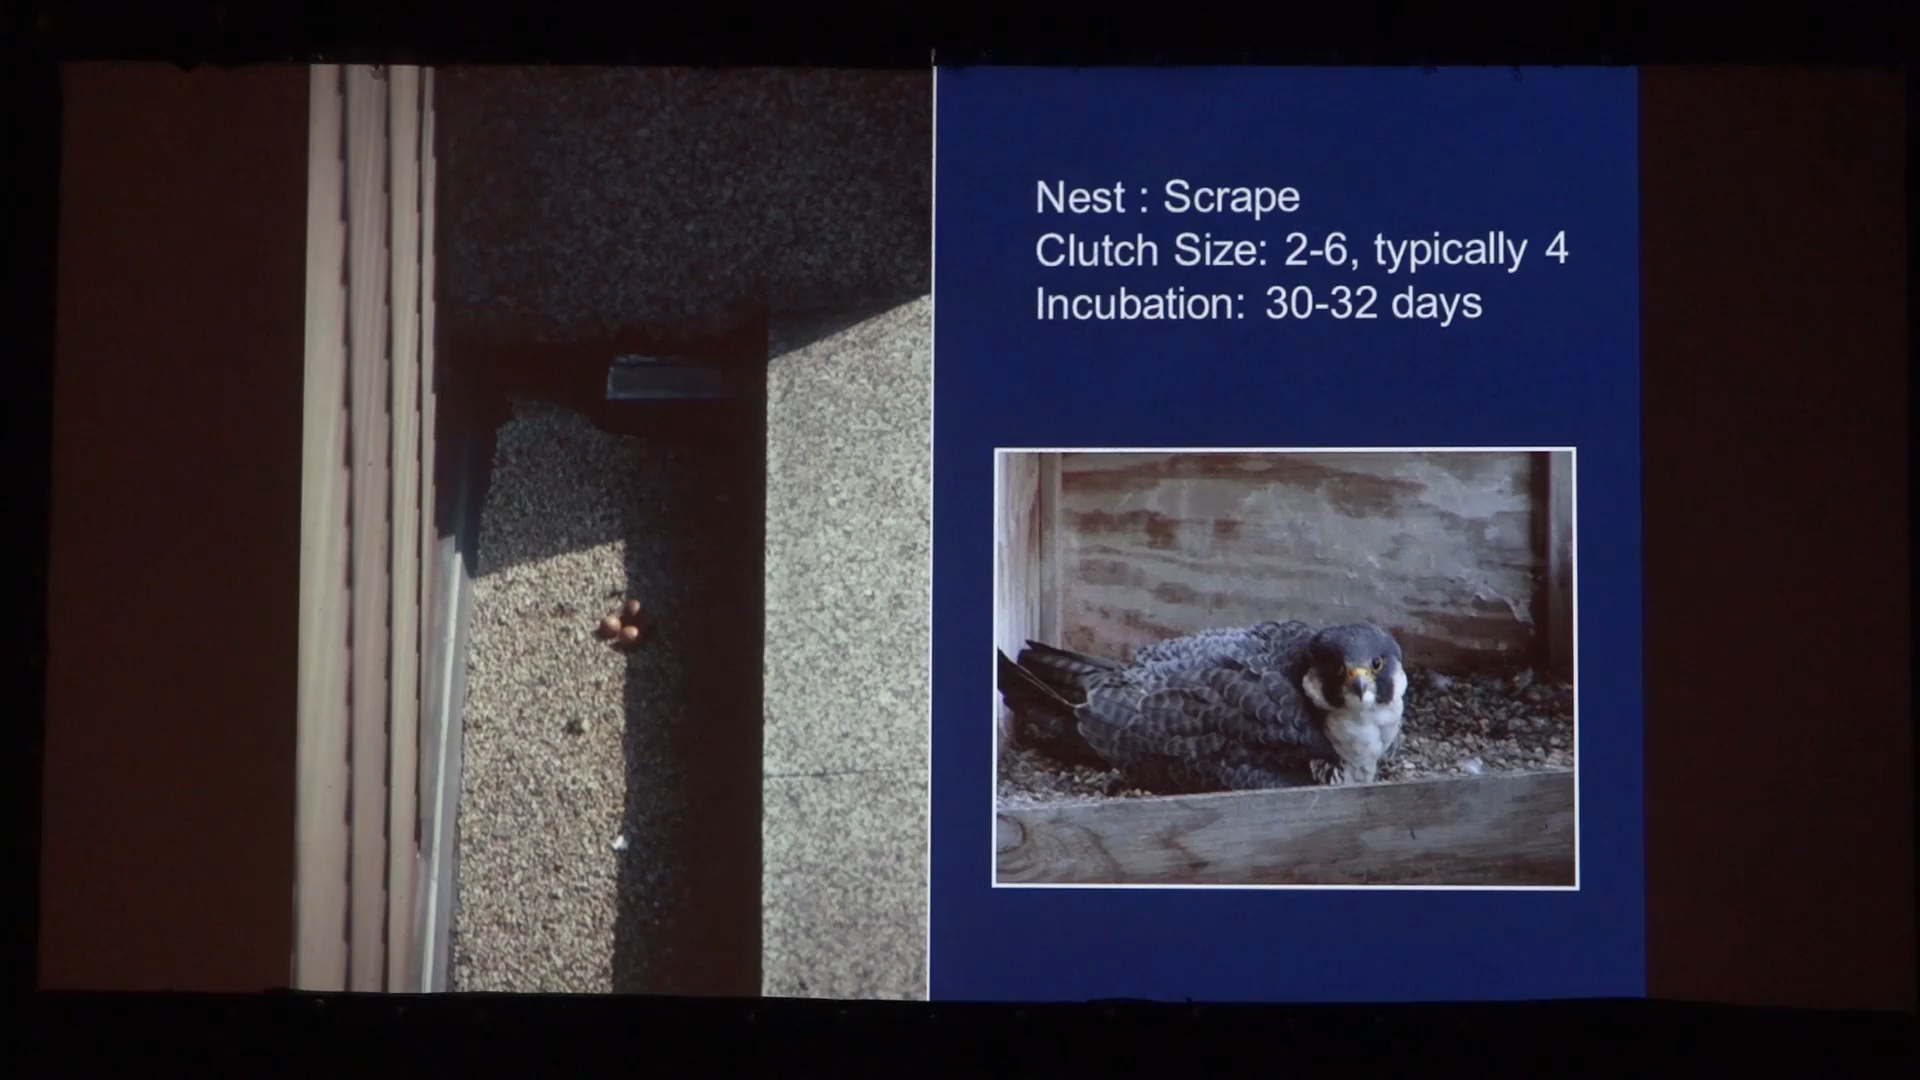 Nest : Scrape
Clutch Size: 2-6, typically 4
Incubation: 30-32 days